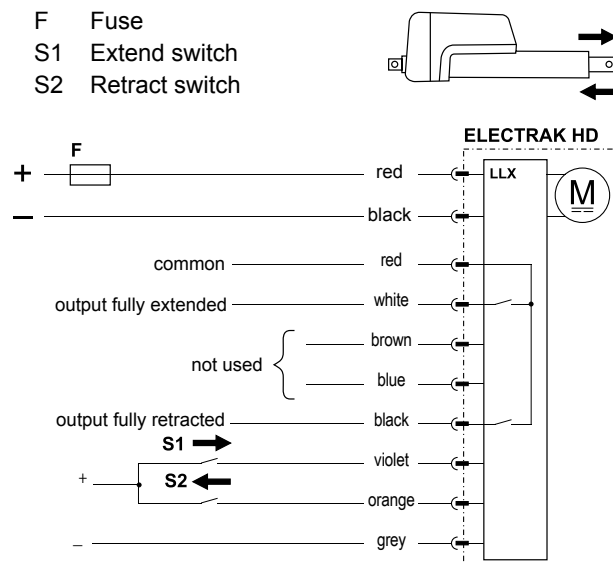 F Fuse
S1 Extend switch
S2 Retract switch
ELECTRAK HD
F
+ red LLX
M
− black
common red
output fully extended white
brown
not used
blue
output fully retracted black
S1
violet
+ S2
orange
− grey